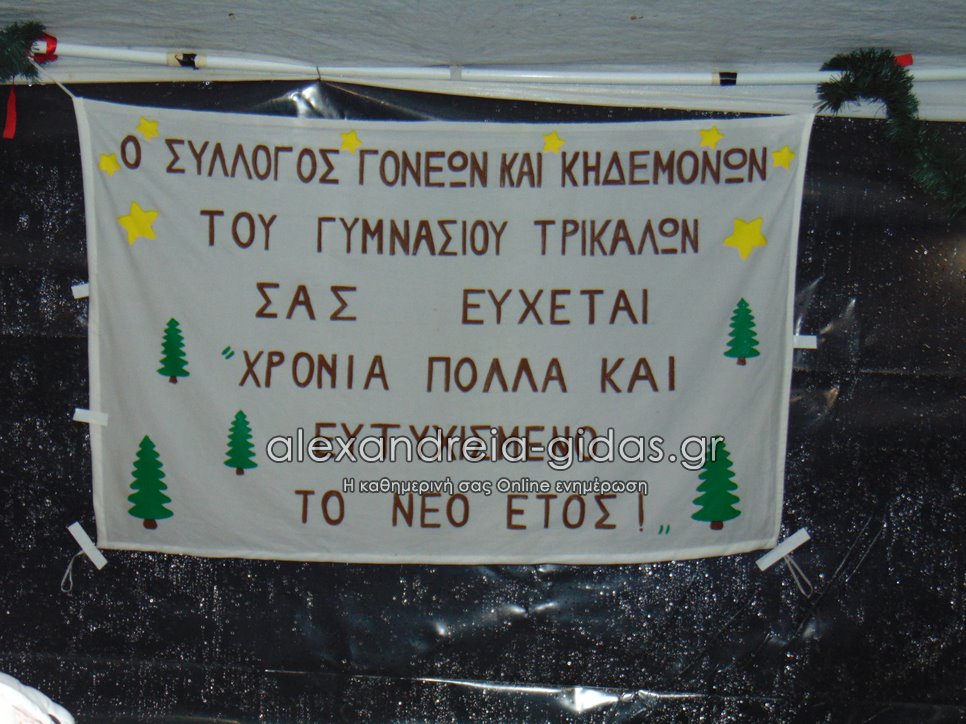 Ο ΣΥΛΛΟΓΟΣ ΓΟΝΕΩΝ ΚΑΙ ΚΗΔΕΜΟΝΩΝ
ΤΟΥ ΓΥΜΝΑΣΙΟΥ ΤΡΙΚΑΛΩΝ
ΣΑΣ ΕΥΧΕΤΑΙ
"ΧΡΟΝΙΑ ΠΟΛΛΑ ΚΑΙ
ΕΥΤΥΧΙΣΜΕΝΟ
alexandreia-gidas.gr
Η καθημερινή σας Online ενημέρωση
ΤΟ ΝΕΟ ΕΤΟΣ! „